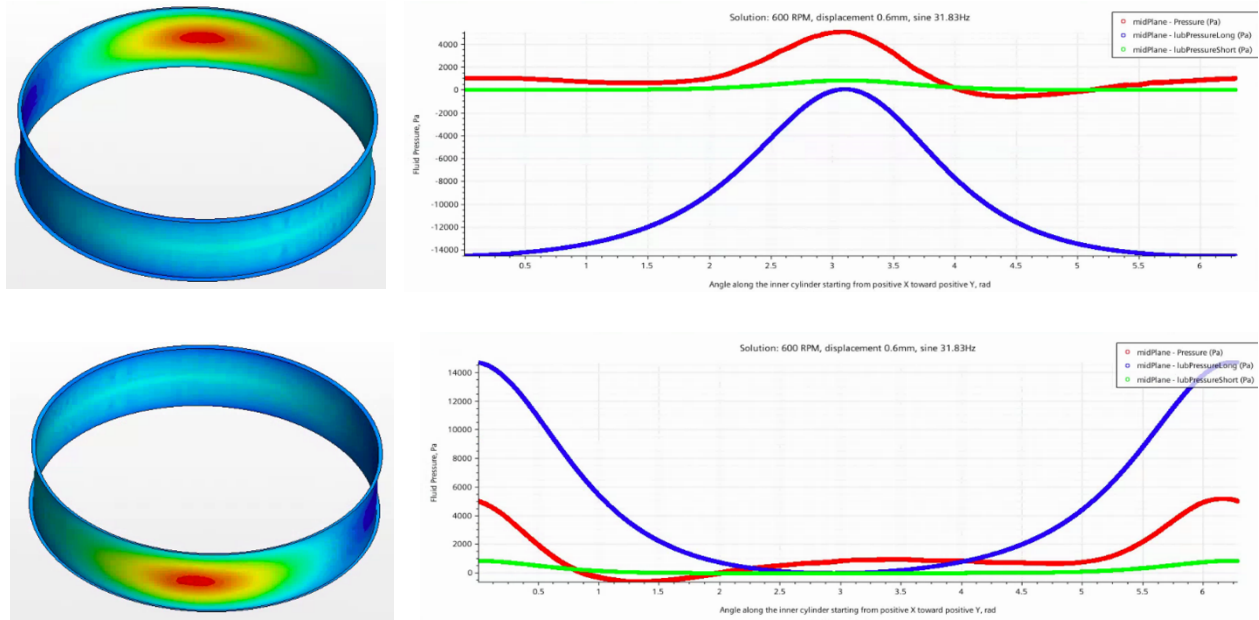 Solution: 600 RPM, displacement 0.6mm, sine 31.83Hz
midPlane - Pressure (Pa)
midPlane - lubPressureLong (Pa)
midPlane - lubPressureShort (Pa)
4000
2000
0
-2000
-4000
-6000
-8000
-10000
-12000
-14000
Fluid Pressure, Pa
0.5 1 1.5 2 2.5 3 3.5 4 4.5 5 5.5 6
Angle along the inner cylinder starting from positive X toward positive Y, rad
Solution: 600 RPM, displacement 0.6mm, sine 31.83Hz
midPlane - Pressure (Pa)
midPlane - lubPressureLong (Pa)
midPlane - lubPressureShort (Pa)
14000
12000
10000
8000
6000
4000
2000
0
Fluid Pressure, Pa
0.5 1 1.5 2 2.5 3 3.5 4 4.5 5 5.5 6
Angle along the inner cylinder starting from positive X toward positive Y, rad